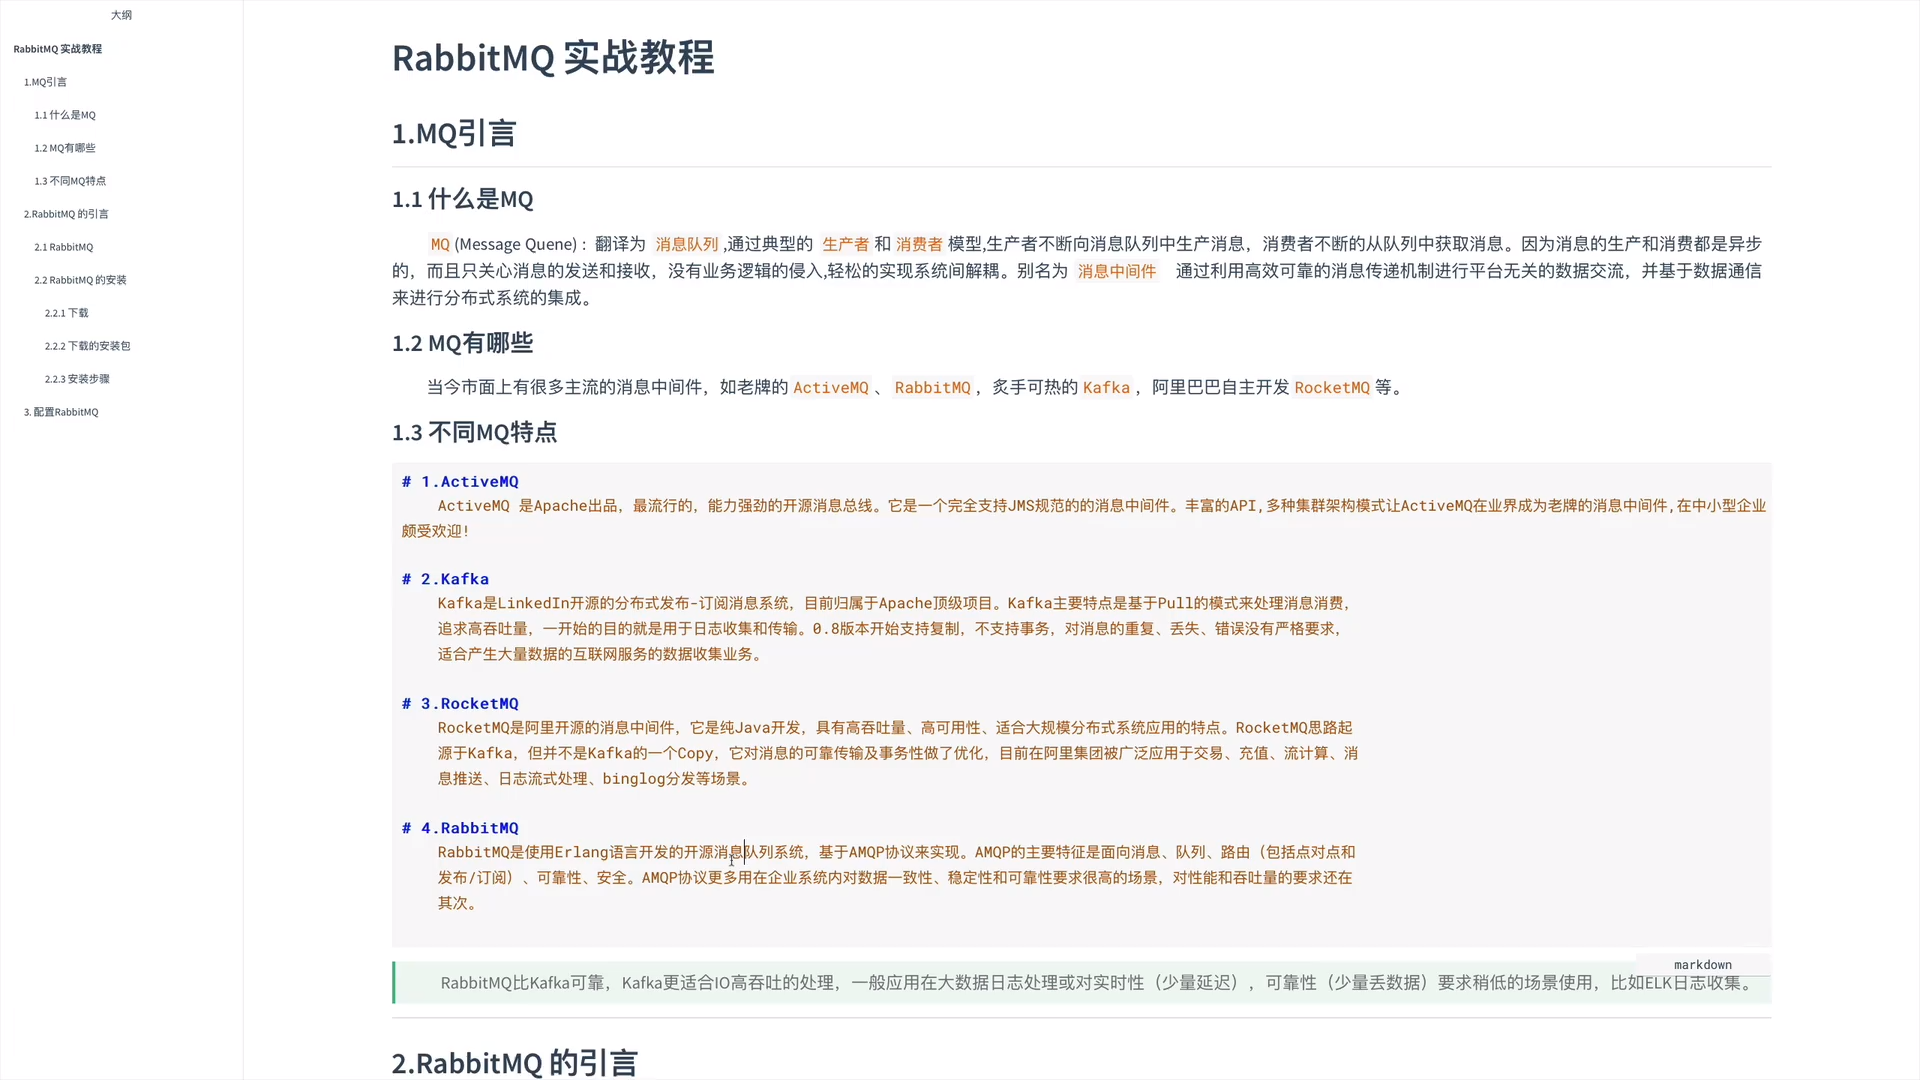 大纲
RabbitMQ 实战教程
1.MQ引言
1.1 什么是MQ
1.2 MQ有哪些
1.3 不同MQ特点
2.RabbitMQ 的引言
2.1 RabbitMQ
2.2 RabbitMQ 的安装
2.2.1 下载
2.2.2 下载的安装包
2.2.3 安装步骤
3. 配置RabbitMQ
RabbitMQ 实战教程
1.MQ引言
1.1 什么是MQ
MQ (Message Quene) : 翻译为 消息队列 ,通过典型的 生产者 和 消费者 模型,生产者不断向消息队列中生产消息，消费者不断的从队列中获取消息。因为消息的生产和消费都是异步
的，而且只关心消息的发送和接收，没有业务逻辑的侵入,轻松的实现系统间解耦。别名为 消息中间件 通过利用高效可靠的消息传递机制进行平台无关的数据交流，并基于数据通信
来进行分布式系统的集成。
1.2 MQ有哪些
当今市面上有很多主流的消息中间件，如老牌的 ActiveMQ 、 RabbitMQ ，炙手可热的 Kafka ，阿里巴巴自主开发 RocketMQ 等。
1.3 不同MQ特点
# 1.ActiveMQ
ActiveMQ 是Apache出品，最流行的，能力强劲的开源消息总线。它是一个完全支持JMS规范的的消息中间件。丰富的API,多种集群架构模式让ActiveMQ在业界成为老牌的消息中间件,在中小型企业
颇受欢迎!
# 2.Kafka
Kafka是LinkedIn开源的分布式发布-订阅消息系统，目前归属于Apache顶级项目。Kafka主要特点是基于Pull的模式来处理消息消费，
追求高吞吐量，一开始的目的就是用于日志收集和传输。0.8版本开始支持复制，不支持事务，对消息的重复、丢失、错误没有严格要求，
适合产生大量数据的互联网服务的数据收集业务。
# 3.RocketMQ
RocketMQ是阿里开源的消息中间件，它是纯Java开发，具有高吞吐量、高可用性、适合大规模分布式系统应用的特点。RocketMQ思路起
源于Kafka，但并不是Kafka的一个Copy，它对消息的可靠传输及事务性做了优化，目前在阿里集团被广泛应用于交易、充值、流计算、消
息推送、日志流式处理、binglog分发等场景。
# 4.RabbitMQ
RabbitMQ是使用Erlang语言开发的开源消息队列系统，基于AMQP协议来实现。AMQP的主要特征是面向消息、队列、路由（包括点对点和
发布/订阅）、可靠性、安全。AMQP协议更多用在企业系统内对数据一致性、稳定性和可靠性要求很高的场景，对性能和吞吐量的要求还在
其次。
markdown
RabbitMQ比Kafka可靠，Kafka更适合IO高吞吐的处理，一般应用在大数据日志处理或对实时性（少量延迟），可靠性（少量丢数据）要求稍低的场景使用，比如ELK日志收集。
2.RabbitMQ 的引言